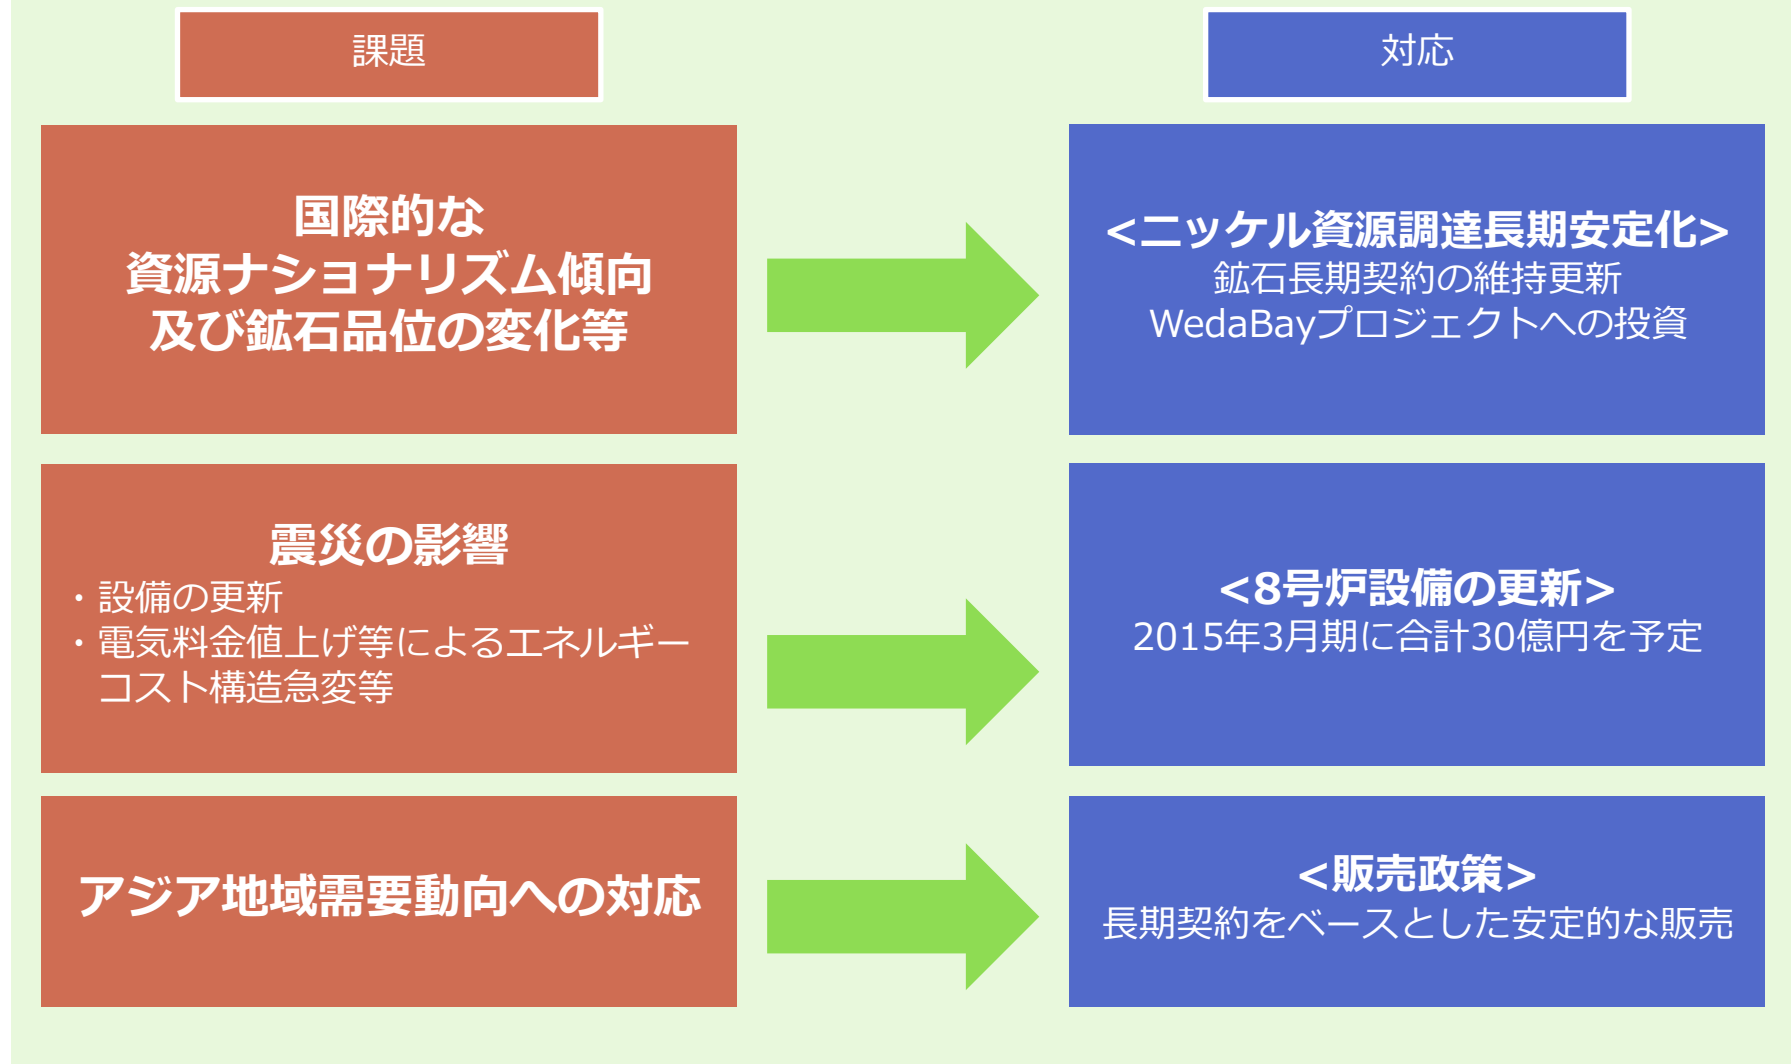 課題
対応
国際的な
資源ナショナリズム傾向
及び鉱石品位の変化等
<ニッケル資源調達長期安定化>
鉱石長期契約の維持更新
WedaBayプロジェクトへの投資
震災の影響
・設備の更新
・電気料金値上げ等によるエネルギー
コスト構造急変等
<8号炉設備の更新>
2015年3月期に合計30億円を予定
アジア地域需要動向への対応
<販売政策>
長期契約をベースとした安定的な販売